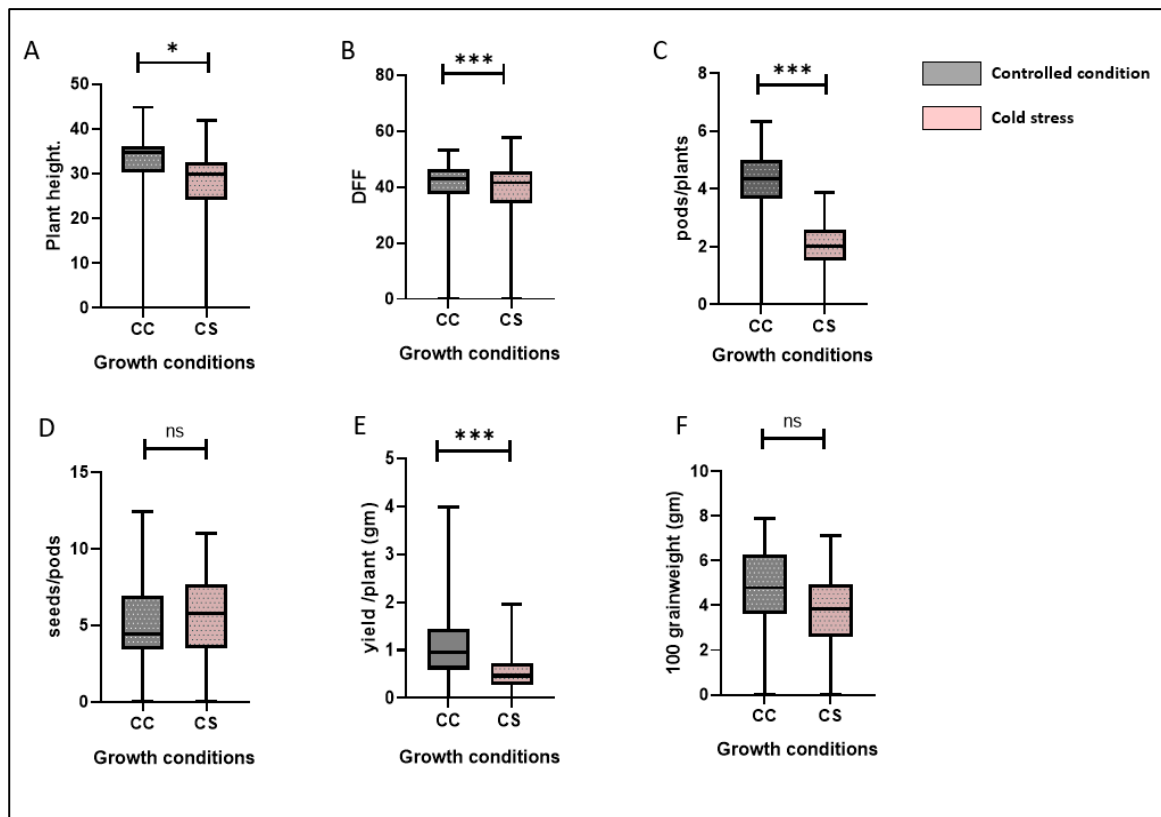 A
*
Plant height.
50
40
30
20
10
0
CC CS
Growth conditions
B
***
DFF
80
60
40
20
0
CC CS
Growth conditions
C
***
pods/plants
8
6
4
2
0
CC CS
Growth conditions
Controlled condition
Cold stress
D
ns
seeds/pods
15
10
5
0
CC CS
Growth conditions
E
***
yield /plant (gm)
5
4
3
2
1
0
CC CS
Growth conditions
F
ns
100 grainweight (gm)
10
8
6
4
2
0
CC CS
Growth conditions